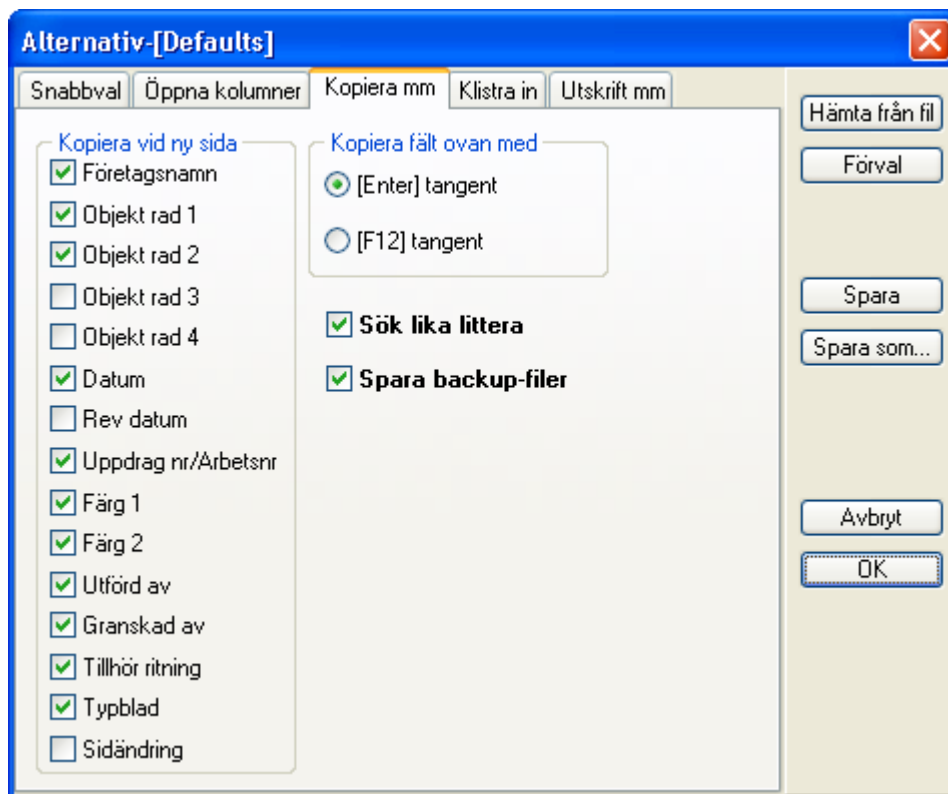 Alternativ-[Defaults]
Snabbval
Öppna kolumner
Kopiera mm
Klistra in
Utskrift mm
Kopiera vid ny sida
Företagsnamn
Objekt rad 1
Objekt rad 2
Objekt rad 3
Objekt rad 4
Datum
Rev datum
Uppdrag nr/Arbetsnr
Färg 1
Färg 2
Utförd av
Granskad av
Tillhör ritning
Typblad
Sidändring
Kopiera fält ovan med
[Enter] tangent
[F12] tangent
Sök lika littera
Spara backup-filer
Hämta från fil
Förval
Spara
Spara som...
Avbryt
OK